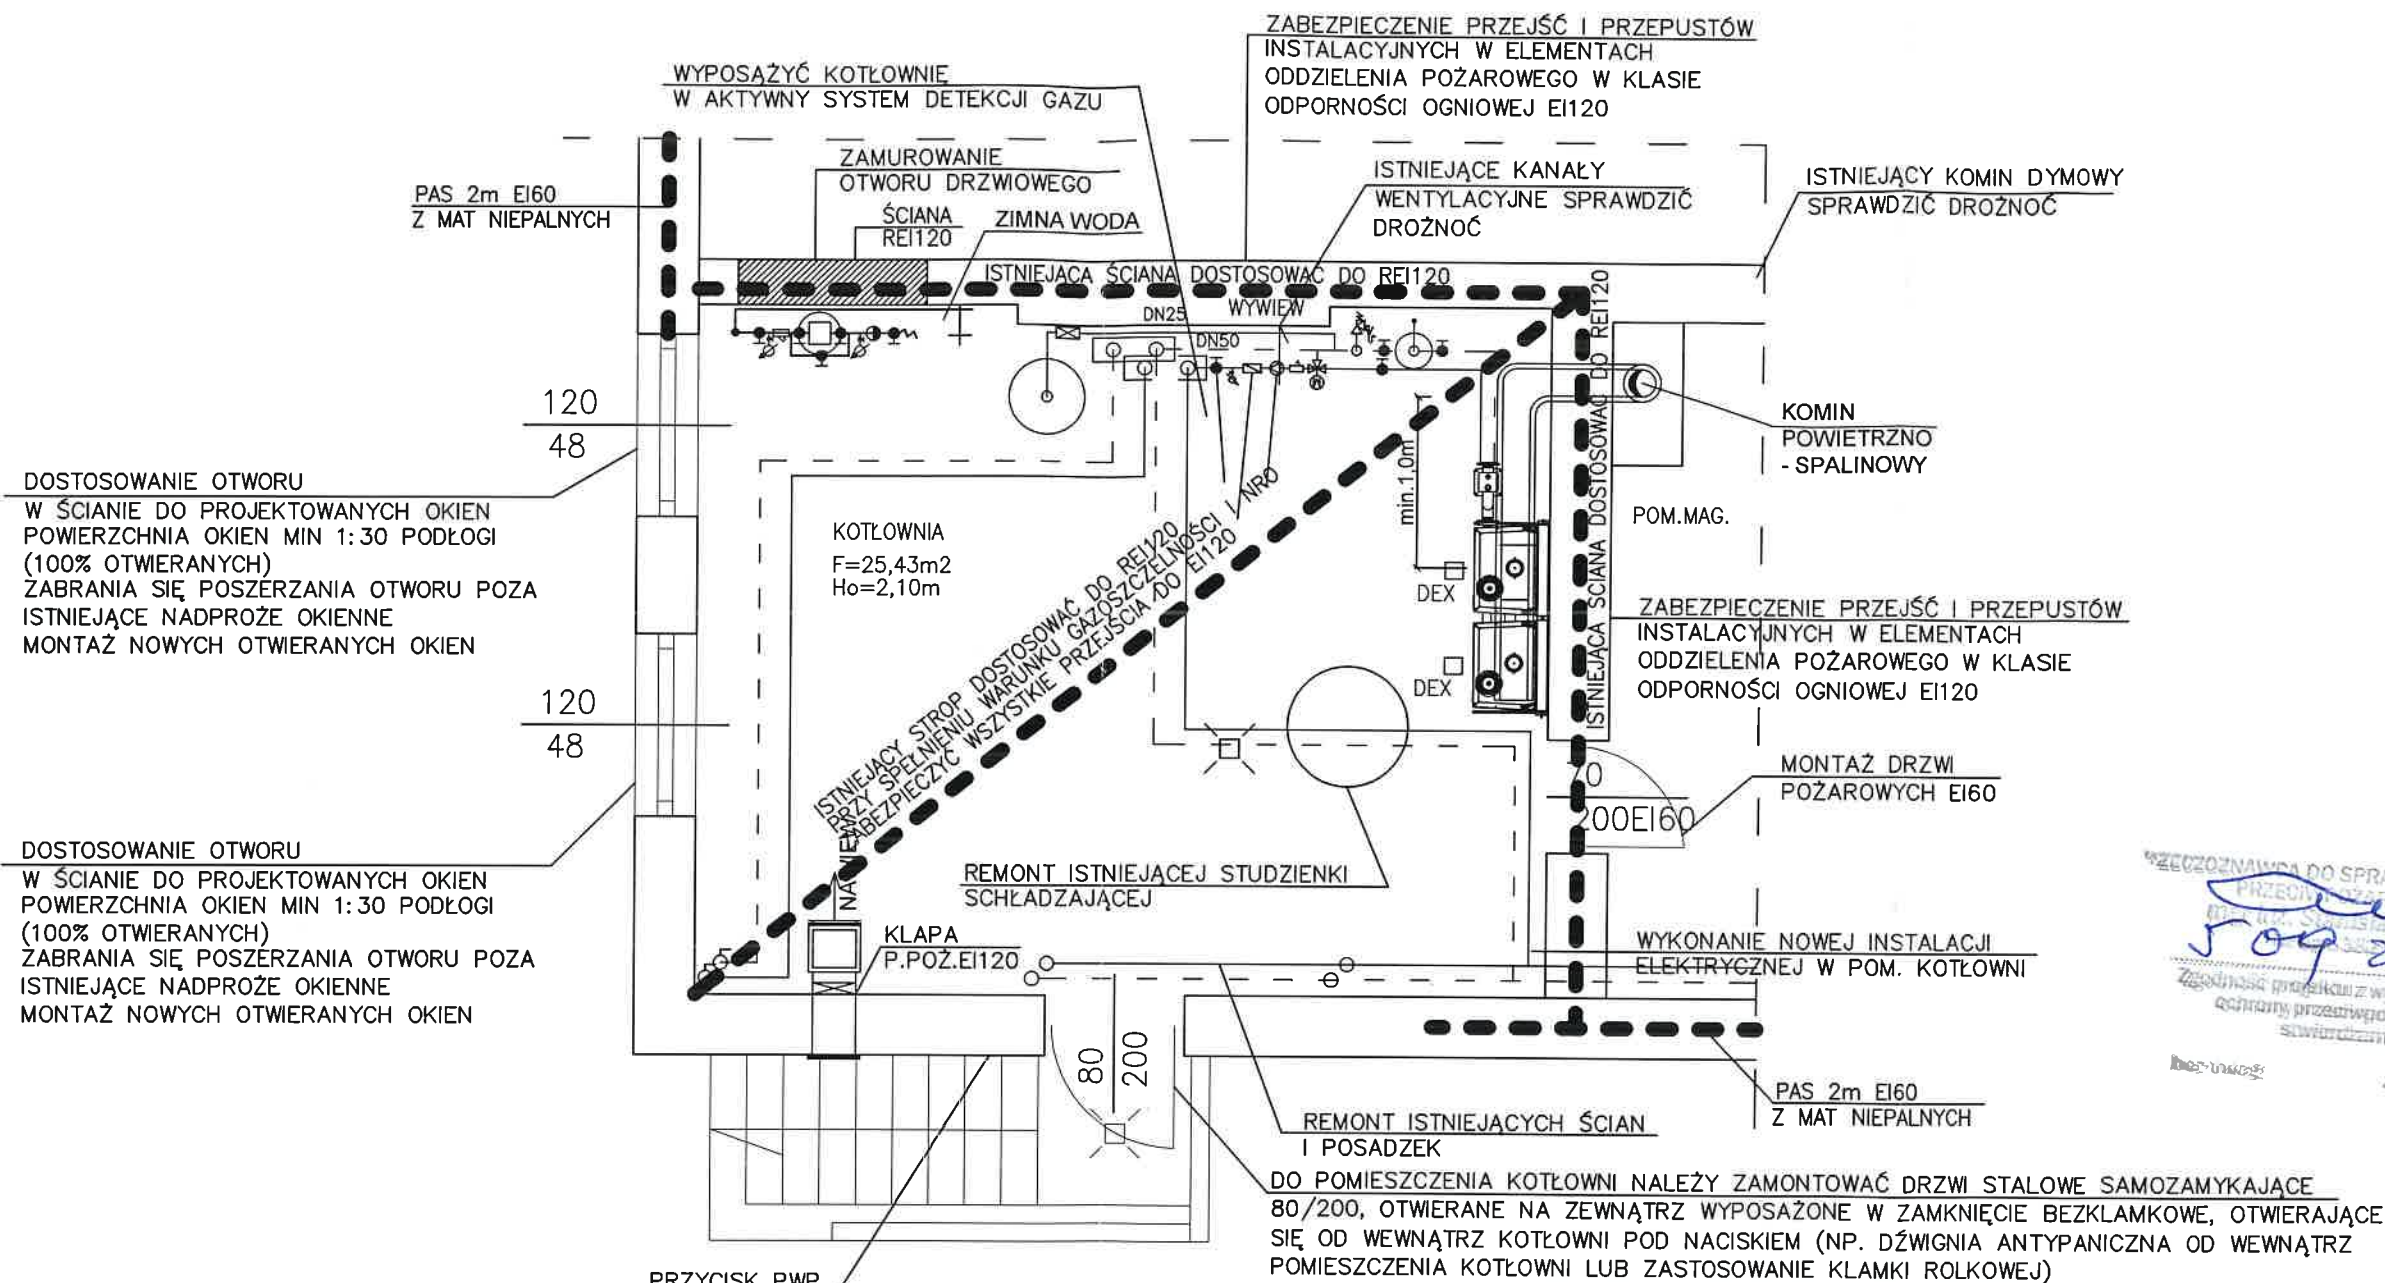 ZABEZPIECZENIE PRZEJŚĆ I PRZEPUSTÓW
INSTALACYJNYCH W ELEMENTACH
ODDZIELENIA POŻAROWEGO W KLASIE
ODPORNOŚCI OGNIOWEJ EI120
WYPOSAŻYĆ KOTŁOWNIĘ
W AKTYWNY SYSTEM DETEKCJI GAZU
ZAMUROWANIE
OTWORU DRZWIOWEGO
ISTNIEJĄCE KANAŁY
WENTYLACYJNE SPRAWDZIĆ
DROŻNOĆ
ISTNIEJĄCY KOMIN DYMOWY
SPRAWDZIĆ DROŻNOĆ
PAS 2m EI60
Z MAT NIEPALNYCH
ŚCIANA
REI120
ZIMNA WODA
ISTNIEJĄCA ŚCIANA DOSTOSOWAĆ DO REI120
DN25
WYWIEW
DN50
ISTNIEJĄCA ŚCIANA DOSTOSOWAĆ DO REI120
120
48
KOMIN
POWIETRZNO
- SPALINOWY
min.1,0m
DOSTOSOWANIE OTWORU
W ŚCIANIE DO PROJEKTOWANYCH OKIEN
POWIERZCHNIA OKIEN MIN 1:30 PODŁOGI
(100% OTWIERANYCH)
ZABRANIA SIĘ POSZERZANIA OTWORU POZA
ISTNIEJĄCE NADPROŻE OKIENNE
MONTAŻ NOWYCH OTWIERANYCH OKIEN
KOTŁOWNIA
F=25,43m2
Ho=2,10m
POM.MAG.
DEX
DEX
ZABEZPIECZENIE PRZEJŚĆ I PRZEPUSTÓW
INSTALACYJNYCH W ELEMENTACH
ODDZIELENIA POŻAROWEGO W KLASIE
ODPORNOŚCI OGNIOWEJ EI120
ISTNIEJĄCY STROP DOSTOSOWAĆ DO REI120
PRZY SPEŁNIENIU WARUNKU GAZOSZCZELNOŚCI I NRO
ZABEZPIECZYĆ WSZYSTKIE PRZEJŚCIA DO EI120
120
48
MONTAŻ DRZWI
POŻAROWYCH EI60
200EI60
DOSTOSOWANIE OTWORU
W ŚCIANIE DO PROJEKTOWANYCH OKIEN
POWIERZCHNIA OKIEN MIN 1:30 PODŁOGI
(100% OTWIERANYCH)
ZABRANIA SIĘ POSZERZANIA OTWORU POZA
ISTNIEJĄCE NADPROŻE OKIENNE
MONTAŻ NOWYCH OTWIERANYCH OKIEN
REMONT ISTNIEJĄCEJ STUDZIENKI
SCHŁADZAJĄCEJ
KLAPA
P.POŻ.EI120
WYKONANIE NOWEJ INSTALACJI
ELEKTRYCZNEJ W POM. KOTŁOWNI
80
200
PAS 2m EI60
Z MAT NIEPALNYCH
REMONT ISTNIEJĄCYCH ŚCIAN
I POSADZEK
DO POMIESZCZENIA KOTŁOWNI NALEŻY ZAMONTOWAĆ DRZWI STALOWE SAMOZAMYKAJĄCE
80/200, OTWIERANE NA ZEWNĄTRZ WYPOSAŻONE W ZAMKNIĘCIE BEZKLAMKOWE, OTWIERAJĄCE
SIĘ OD WEWNĄTRZ KOTŁOWNI POD NACISKIEM (NP. DŹWIGNIA ANTYPANICZNA OD WEWNĄTRZ
POMIESZCZENIA KOTŁOWNI LUB ZASTOSOWANIE KLAMKI ROLKOWEJ)
PRZYCISK PWP